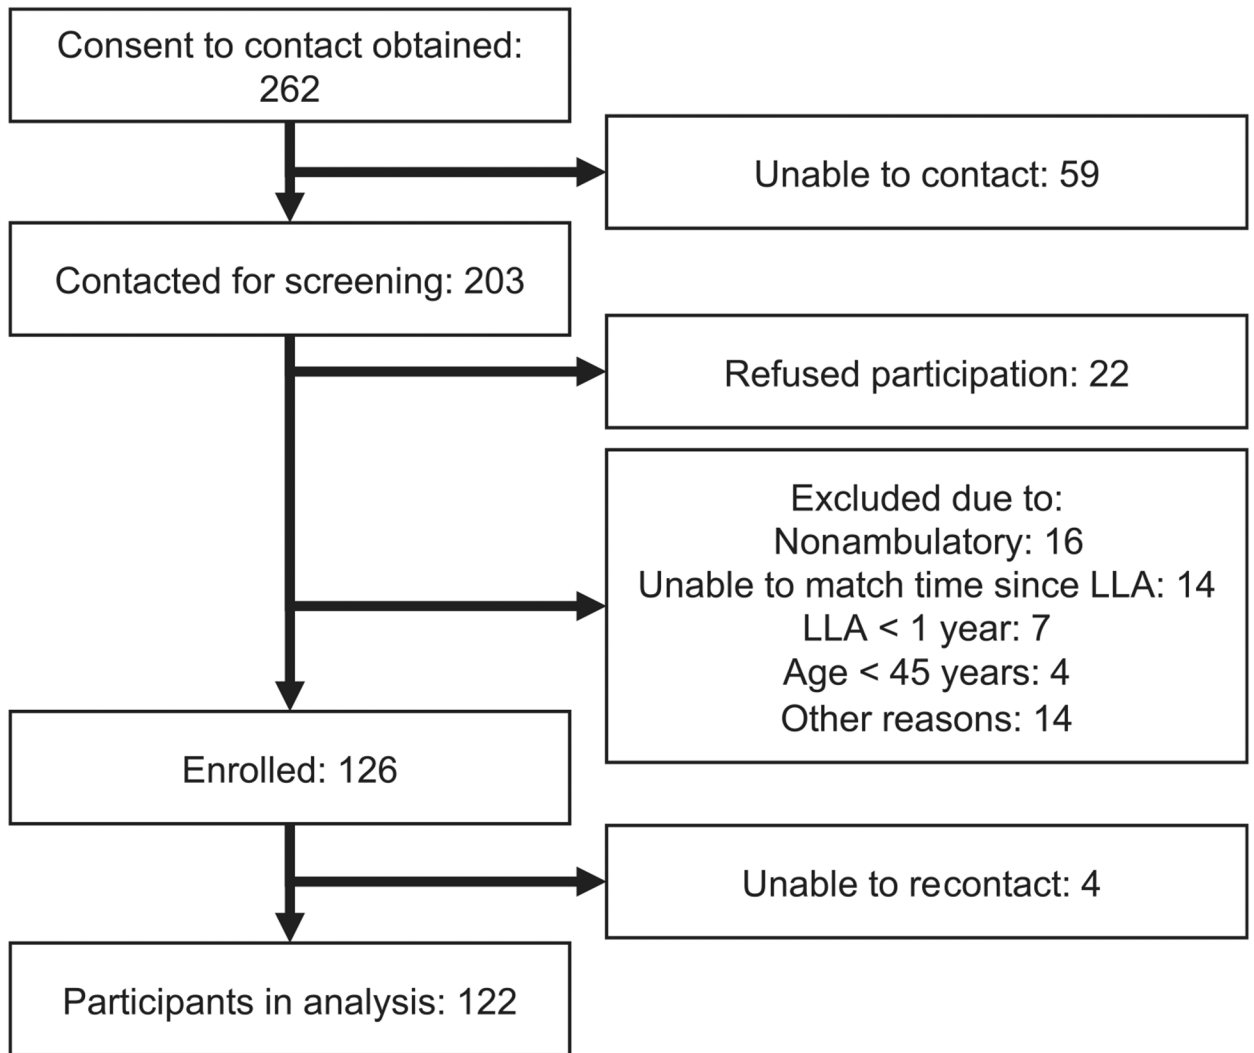 Consent to contact obtained:
262
Unable to contact: 59
Contacted for screening: 203
Refused participation: 22
Excluded due to:
Nonambulatory: 16
Unable to match time since LLA: 14
LLA < 1 year: 7
Age < 45 years: 4
Other reasons: 14
Enrolled: 126
Unable to recontact: 4
Participants in analysis: 122